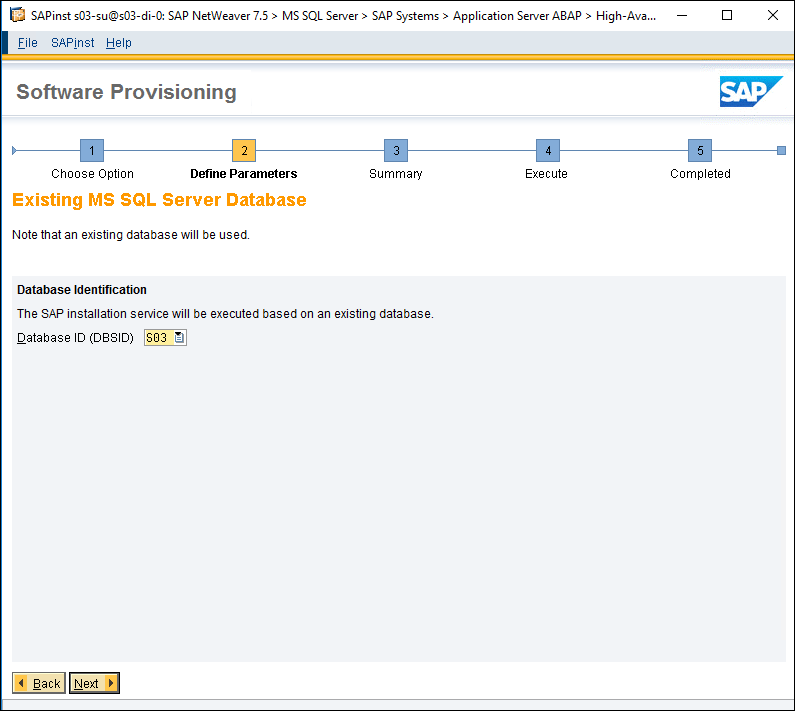 SAPinst s03-su@s03-di-0: SAP NetWeaver 7.5 > MS SQL Server > SAP Systems > Application Server ABAP > High-Ava...
File SAPinst Help
Software Provisioning
SAP
1 2 3 4 5
Choose Option Define Parameters Summary Execute Completed
Existing MS SQL Server Database
Note that an existing database will be used.
Database Identification
The SAP installation service will be executed based on an existing database.
Database ID (DBSID) S03
Back Next